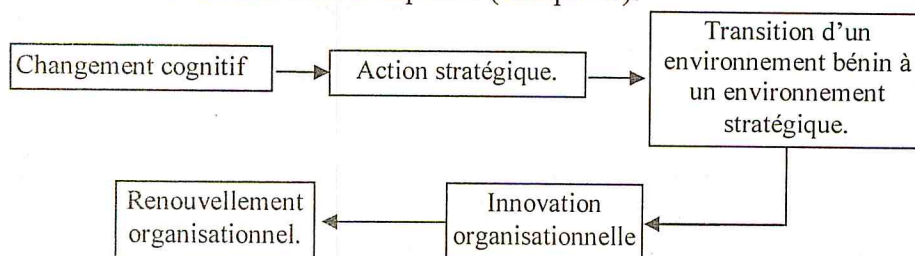 Changement cognitif
Action stratégique.
Transition d'un
environnement bénin à
un environnement
stratégique.
Innovation
organisationnelle
Renouvellement
organisationnel.